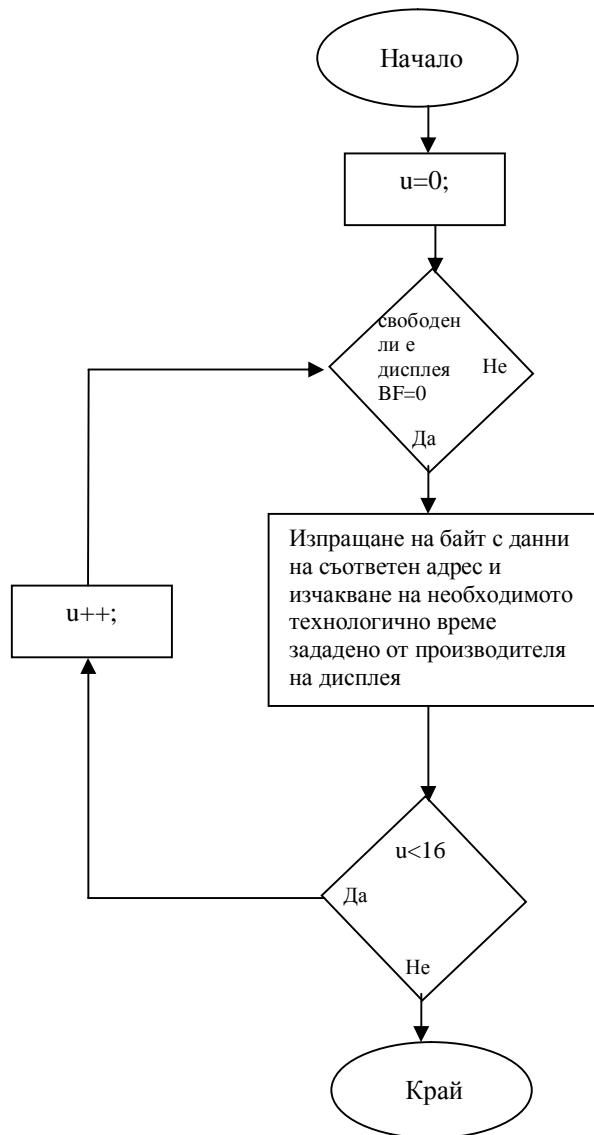 Начало
u=0;
свободен
ли е
дисплея
BF=0
Не
Да
Изпращане на байт с данни
на съответен адрес и
изчакване на необходимото
технологично време
зададено от производителя
на дисплея
u++;
u<16
Да
Не
Край